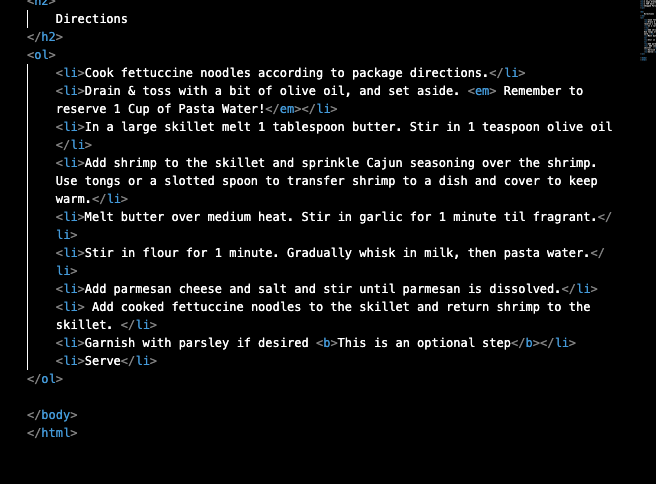 <h2>
Directions
</h2>
<ol>
<li>Cook fettuccine noodles according to package directions.</li>
<li>Drain & toss with a bit of olive oil, and set aside. <em> Remember to
reserve 1 Cup of Pasta Water!</em></li>
<li>In a large skillet melt 1 tablespoon butter. Stir in 1 teaspoon olive oil
</li>
<li>Add shrimp to the skillet and sprinkle Cajun seasoning over the shrimp.
Use tongs or a slotted spoon to transfer shrimp to a dish and cover to keep
warm.</li>
<li>Melt butter over medium heat. Stir in garlic for 1 minute til fragrant.</
li>
<li>Stir in flour for 1 minute. Gradually whisk in milk, then pasta water.</
li>
<li>Add parmesan cheese and salt and stir until parmesan is dissolved.</li>
<li> Add cooked fettuccine noodles to the skillet and return shrimp to the
skillet. </li>
<li>Garnish with parsley if desired <b>This is an optional step</b></li>
<li>Serve</li>
</ol>
</body>
</html>